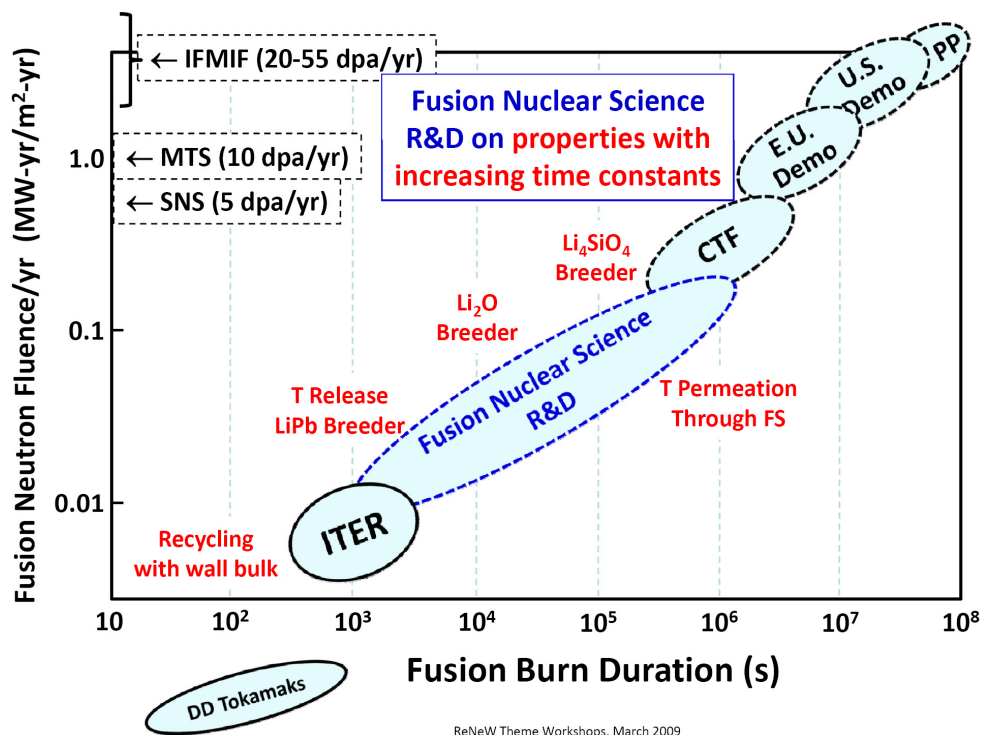 ← IFMIF (20-55 dpa/yr)
← MTS (10 dpa/yr)
← SNS (5 dpa/yr)
Fusion Nuclear Science
R&D on properties with
increasing time constants
PP
U.S.
Demo
E.U.
Demo
CTF
Li₄SiO₄
Breeder
Li₂O
Breeder
Fusion Nuclear Science
R&D
T Release
LiPb Breeder
T Permeation
Through FS
ITER
Recycling
with wall bulk
Fusion Neutron Fluence/yr (MW-yr/m²-yr)
1.0
0.1
0.01
10 10² 10³ 10⁴ 10⁵ 10⁶ 10⁷ 10⁸
Fusion Burn Duration (s)
DD Tokamaks
ReNeW Theme Workshops, March 2009